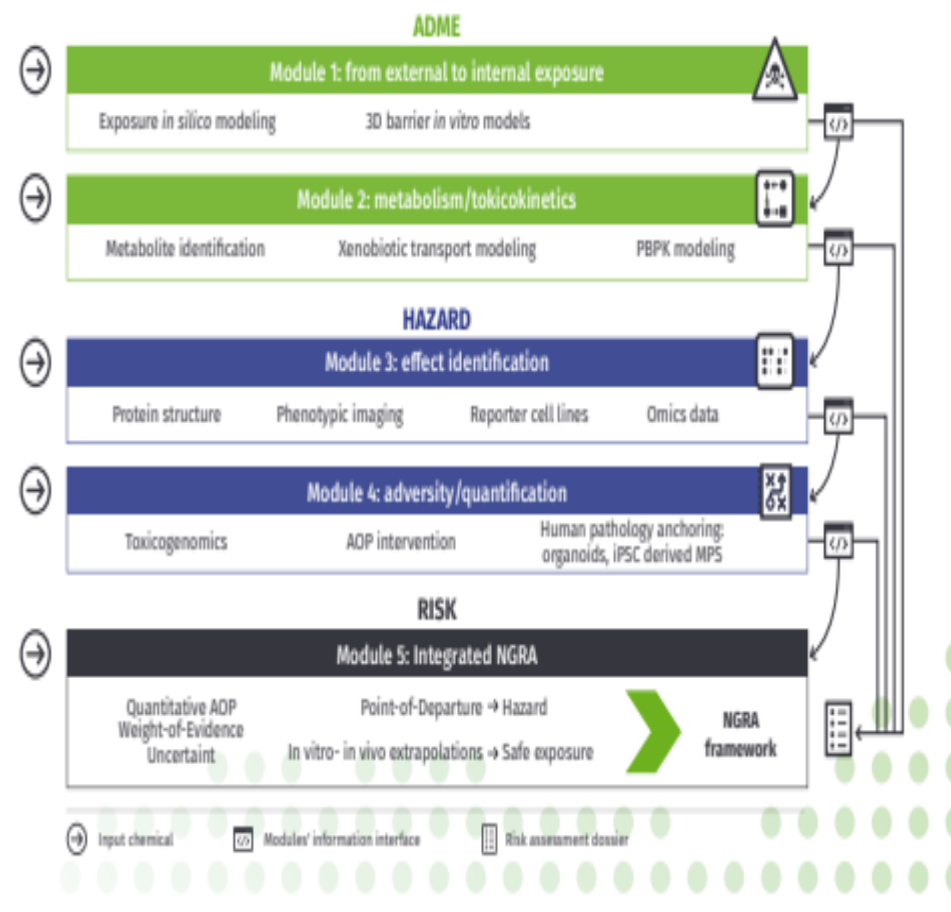 ADME
Module 1: from external to internal exposure
Exposure in silico modeling
3D barrier in vitro models
</>
Module 2: metabolism/tokicokinetics
Metabolite identification
Xenobiotic transport modeling
PBPK modeling
</>
HAZARD
Module 3: effect identification
Protein structure
Phenotypic imaging
Reporter cell lines
Omics data
</>
Module 4: adversity/quantification
Toxicogenomics
AOP intervention
Human pathology anchoring:
organoids, iPSC derived MPS
</>
RISK
Module 5: Integrated NGRA
Quantitative AOP
Weight-of-Evidence
Uncertaint
Point-of-Departure → Hazard
In vitro- in vivo extrapolations → Safe exposure
NGRA
framework
Input chemical
</>
Modules' information interface
Risk assessment dossier